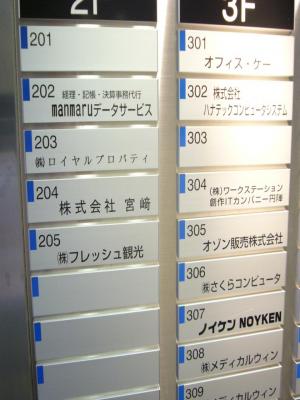 2F
201
202 経理・記帳・決算事務代行
manmaruデータサービス
203
㈱ロイヤルプロパティ
204
株式会社 宮﨑
205
㈱フレッシュ観光
3F
301
オフィス・ケー
302 株式会社
ハナテックコンピュータシステム
303
304
(株)ワークステーション
創作ITカンパニー円陣
305
オゾン販売株式会社
306
㈱さくらコンピュータ
307
ノイケン NOYKEN
308
㈱メディカルウィン
309